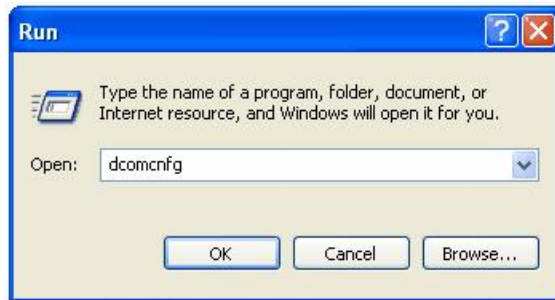 Run
Type the name of a program, folder, document, or
Internet resource, and Windows will open it for you.
Open: dcomcnfg
OK Cancel Browse...